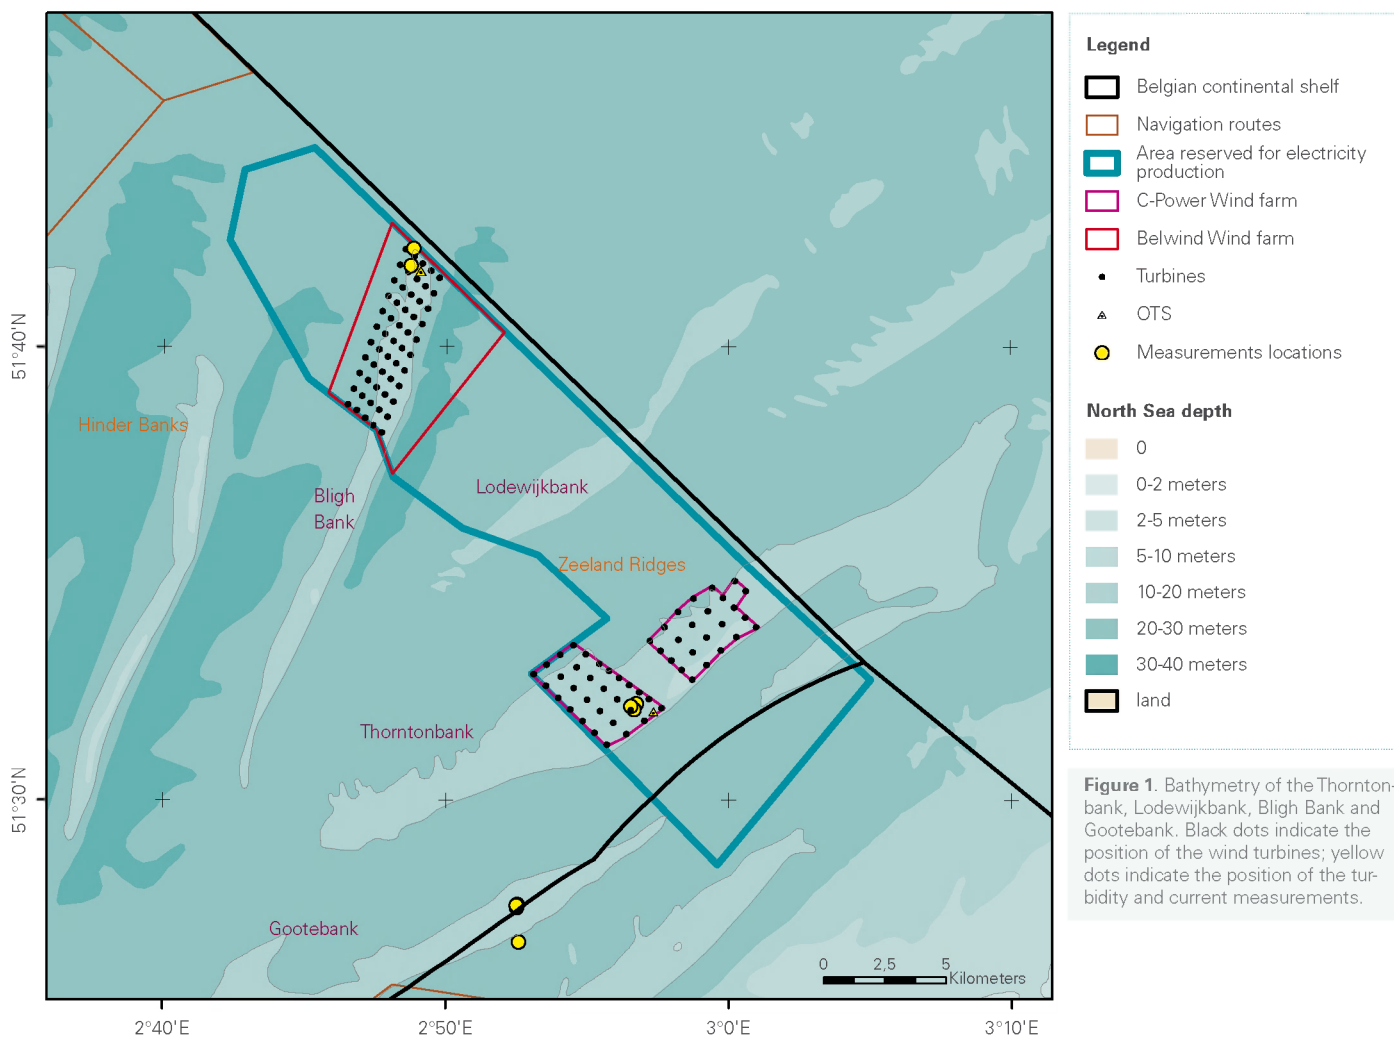 51°40'N
51°30'N
Hinder Banks
Bligh
Bank
Lodewijkbank
Zeeland Ridges
Thorntonbank
Gootebank
0 2,5 5
Kilometers
2°40'E 2°50'E 3°0'E 3°10'E
Legend
Belgian continental shelf
Navigation routes
Area reserved for electricity
production
C-Power Wind farm
Belwind Wind farm
Turbines
OTS
Measurements locations
North Sea depth
0
0-2 meters
2-5 meters
5-10 meters
10-20 meters
20-30 meters
30-40 meters
land
Figure 1. Bathymetry of the Thornton-
bank, Lodewijkbank, Bligh Bank and
Gootebank. Black dots indicate the
position of the wind turbines; yellow
dots indicate the position of the tur-
bidity and current measurements.